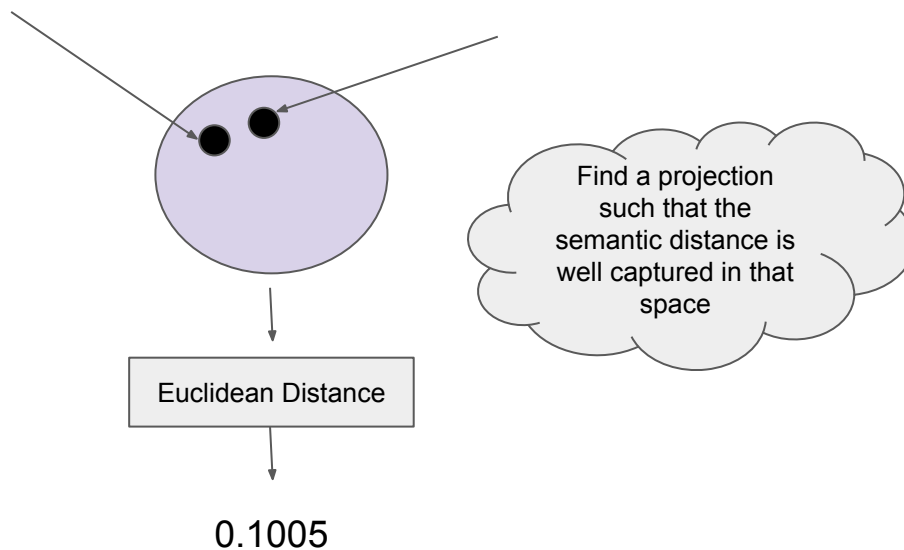 Find a projection
such that the
semantic distance is
well captured in that
space
Euclidean Distance
0.1005